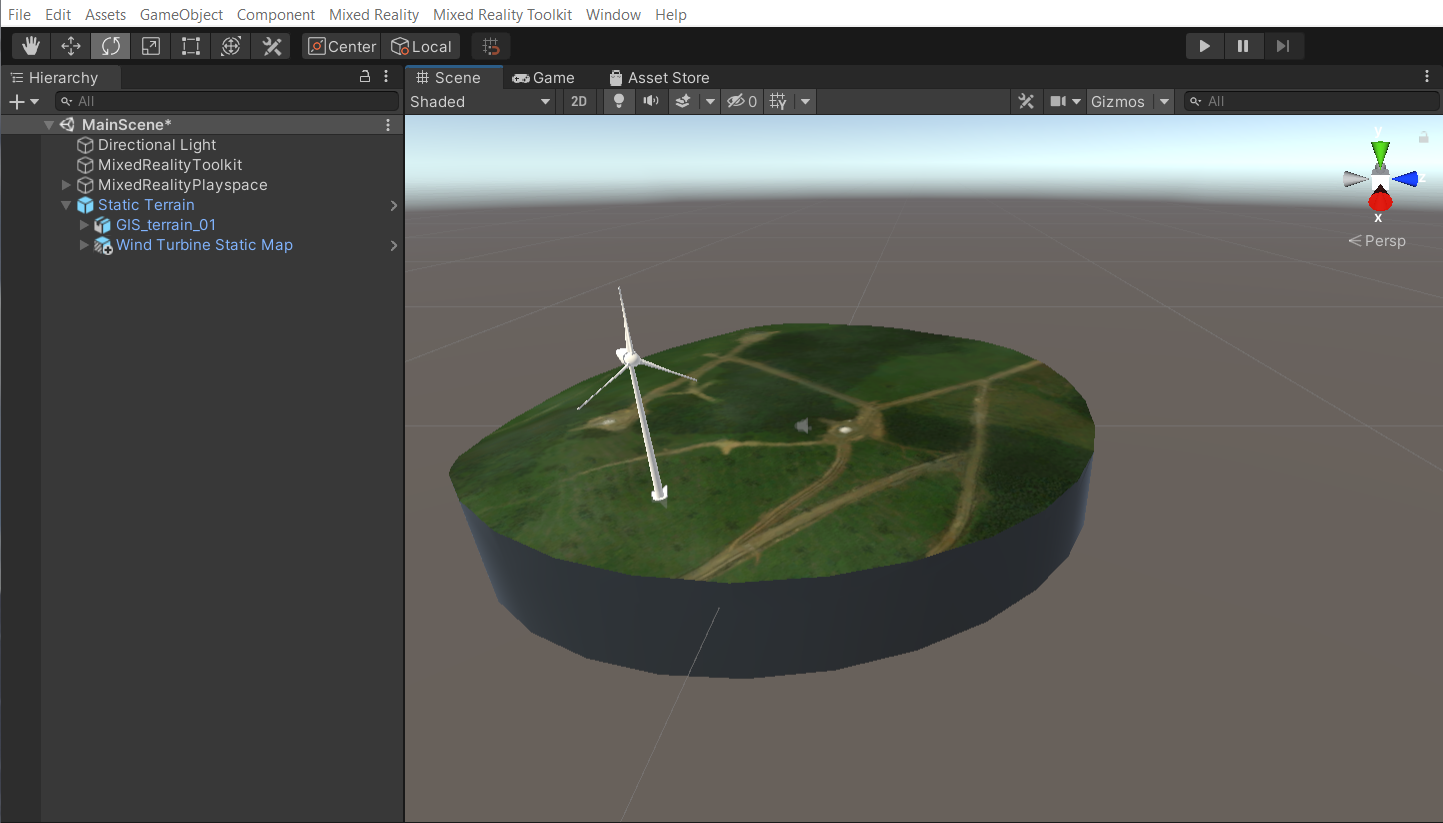 File Edit Assets GameObject Component Mixed Reality Mixed Reality Toolkit Window Help
Center Local
Hierarchy
All
MainScene*
Directional Light
MixedRealityToolkit
MixedRealityPlayspace
Static Terrain
GIS_terrain_01
Wind Turbine Static Map
Scene Game Asset Store
Shaded 2D 0 Gizmos All
y
z
x
Persp